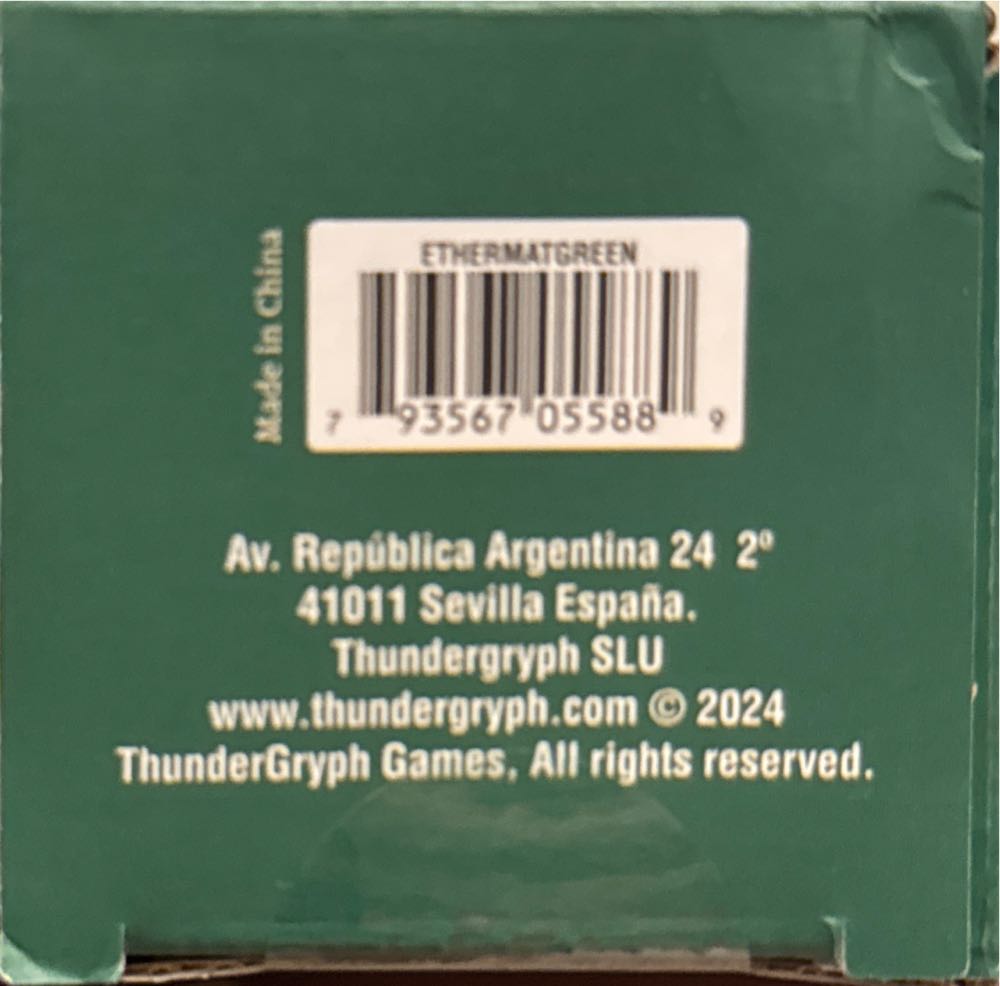 Made in China
ETHERMATGREEN
7 93567 05588 9
Av. República Argentina 24 2º
41011 Sevilla España.
Thundergryph SLU
www.thundergryph.com © 2024
ThunderGryph Games, All rights reserved.